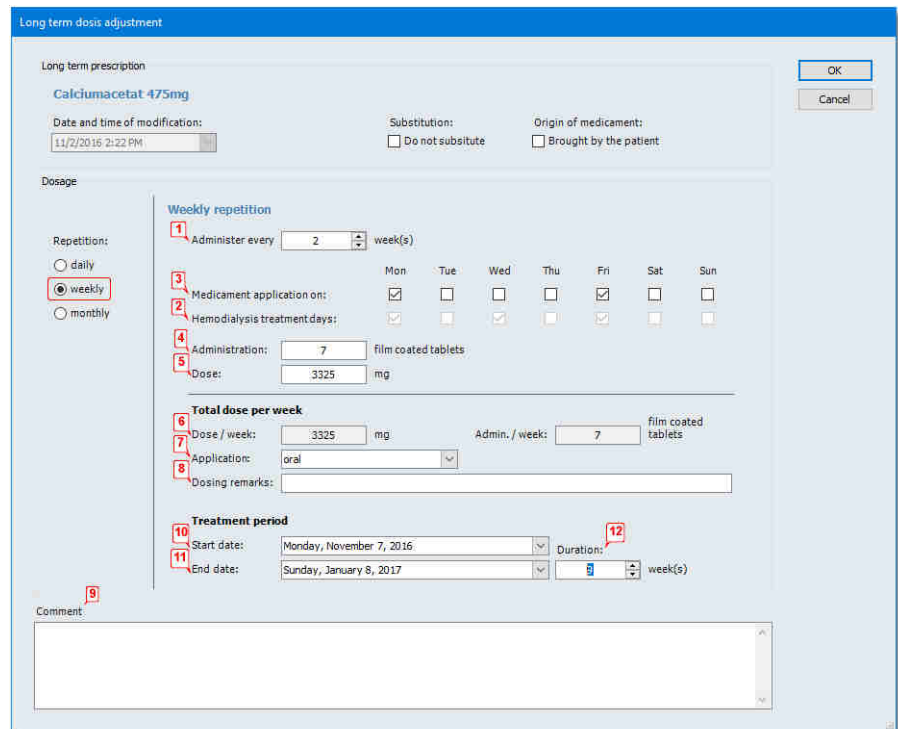 Long term dosis adjustment
Long term prescription
OK
Calciumacetat 475mg
Cancel
Date and time of modification:
Substitution:
Origin of medicament:
11/2/2016 2:22 PM
Do not subsitute
Brought by the patient
Dosage
Weekly repetition
1
Repetition:
Administer every 2 week(s)
daily
Mon Tue Wed Thu Fri Sat Sun
3
weekly
Medicament application on:
2
monthly
Hemodialysis treatment days:
4
Administration: 7 film coated tablets
5
Dose: 3325 mg
Total dose per week
6
film coated
Dose / week: 3325 mg Admin. / week: 7 tablets
7
Application: oral
8
Dosing remarks:
Treatment period
10
12
Start date: Monday, November 7, 2016 Duration:
11
End date: Sunday, January 8, 2017 week(s)
9
Comment